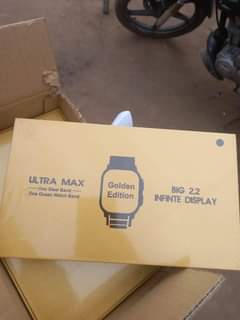 ULTRA MAX
One Steel Band
One Ocean Watch Band
Golden
Edition
BIG 2.2
INFINTE DISPLAY